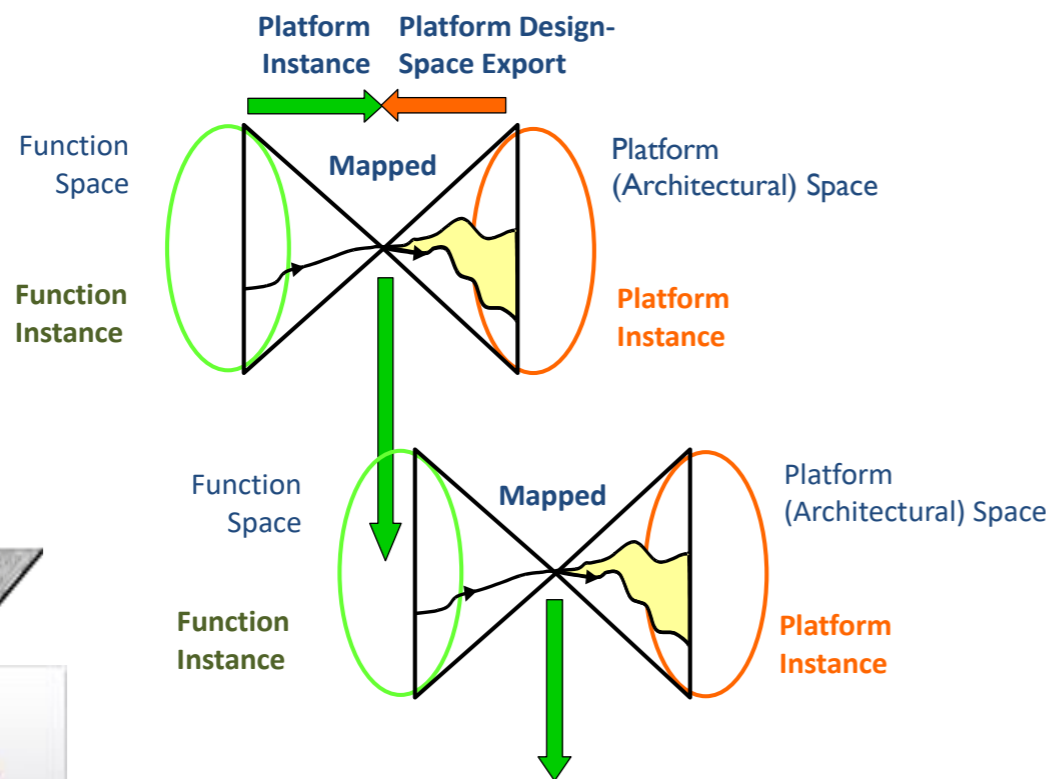 Platform
Instance
Platform Design-
Space Export
Function
Space
Mapped
Platform
(Architectural) Space
Function
Instance
Platform
Instance
Function
Space
Mapped
Platform
(Architectural) Space
Function
Instance
Platform
Instance